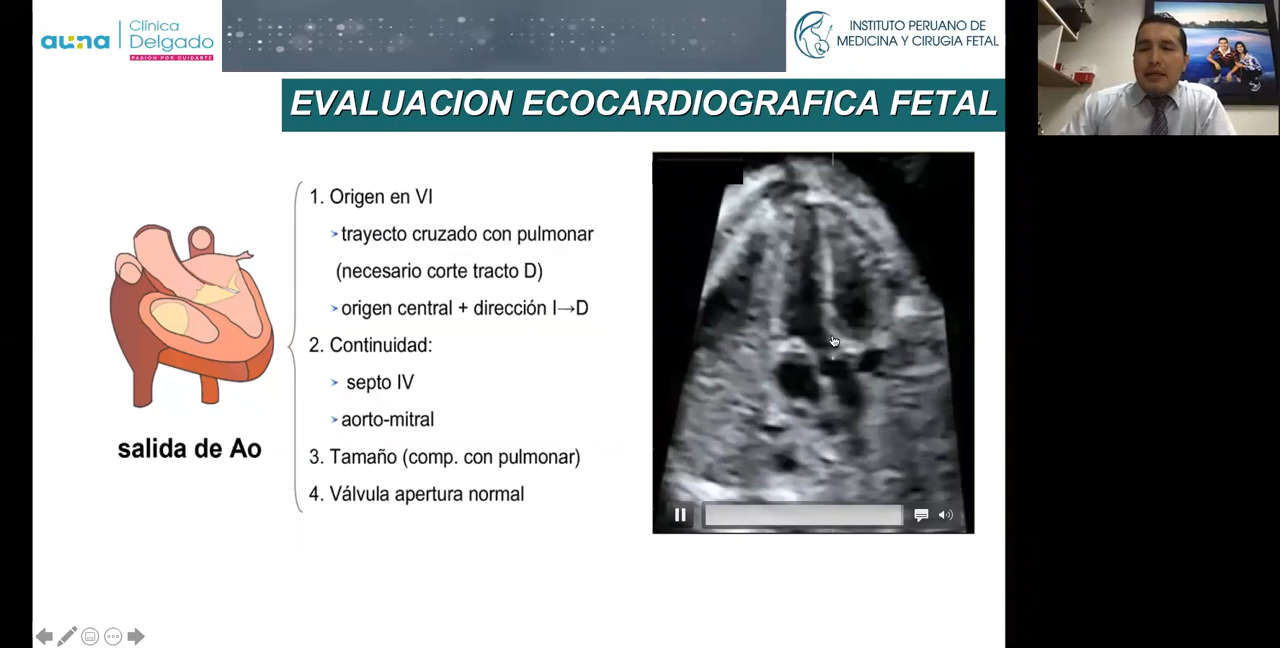 auna
Clínica
Delgado
PASIÓN POR CUIDARTE
INSTITUTO PERUANO DE
MEDICINA Y CIRUGIA FETAL
EVALUACION ECOCARDIOGRAFICA FETAL
1. Origen en VI
➤trayecto cruzado con pulmonar
(necesario corte tracto D)
➤origen central + dirección I→D
2. Continuidad:
➤ septo IV
➤aorto-mitral
3. Tamaño (comp. con pulmonar)
4. Válvula apertura normal
salida de Ao